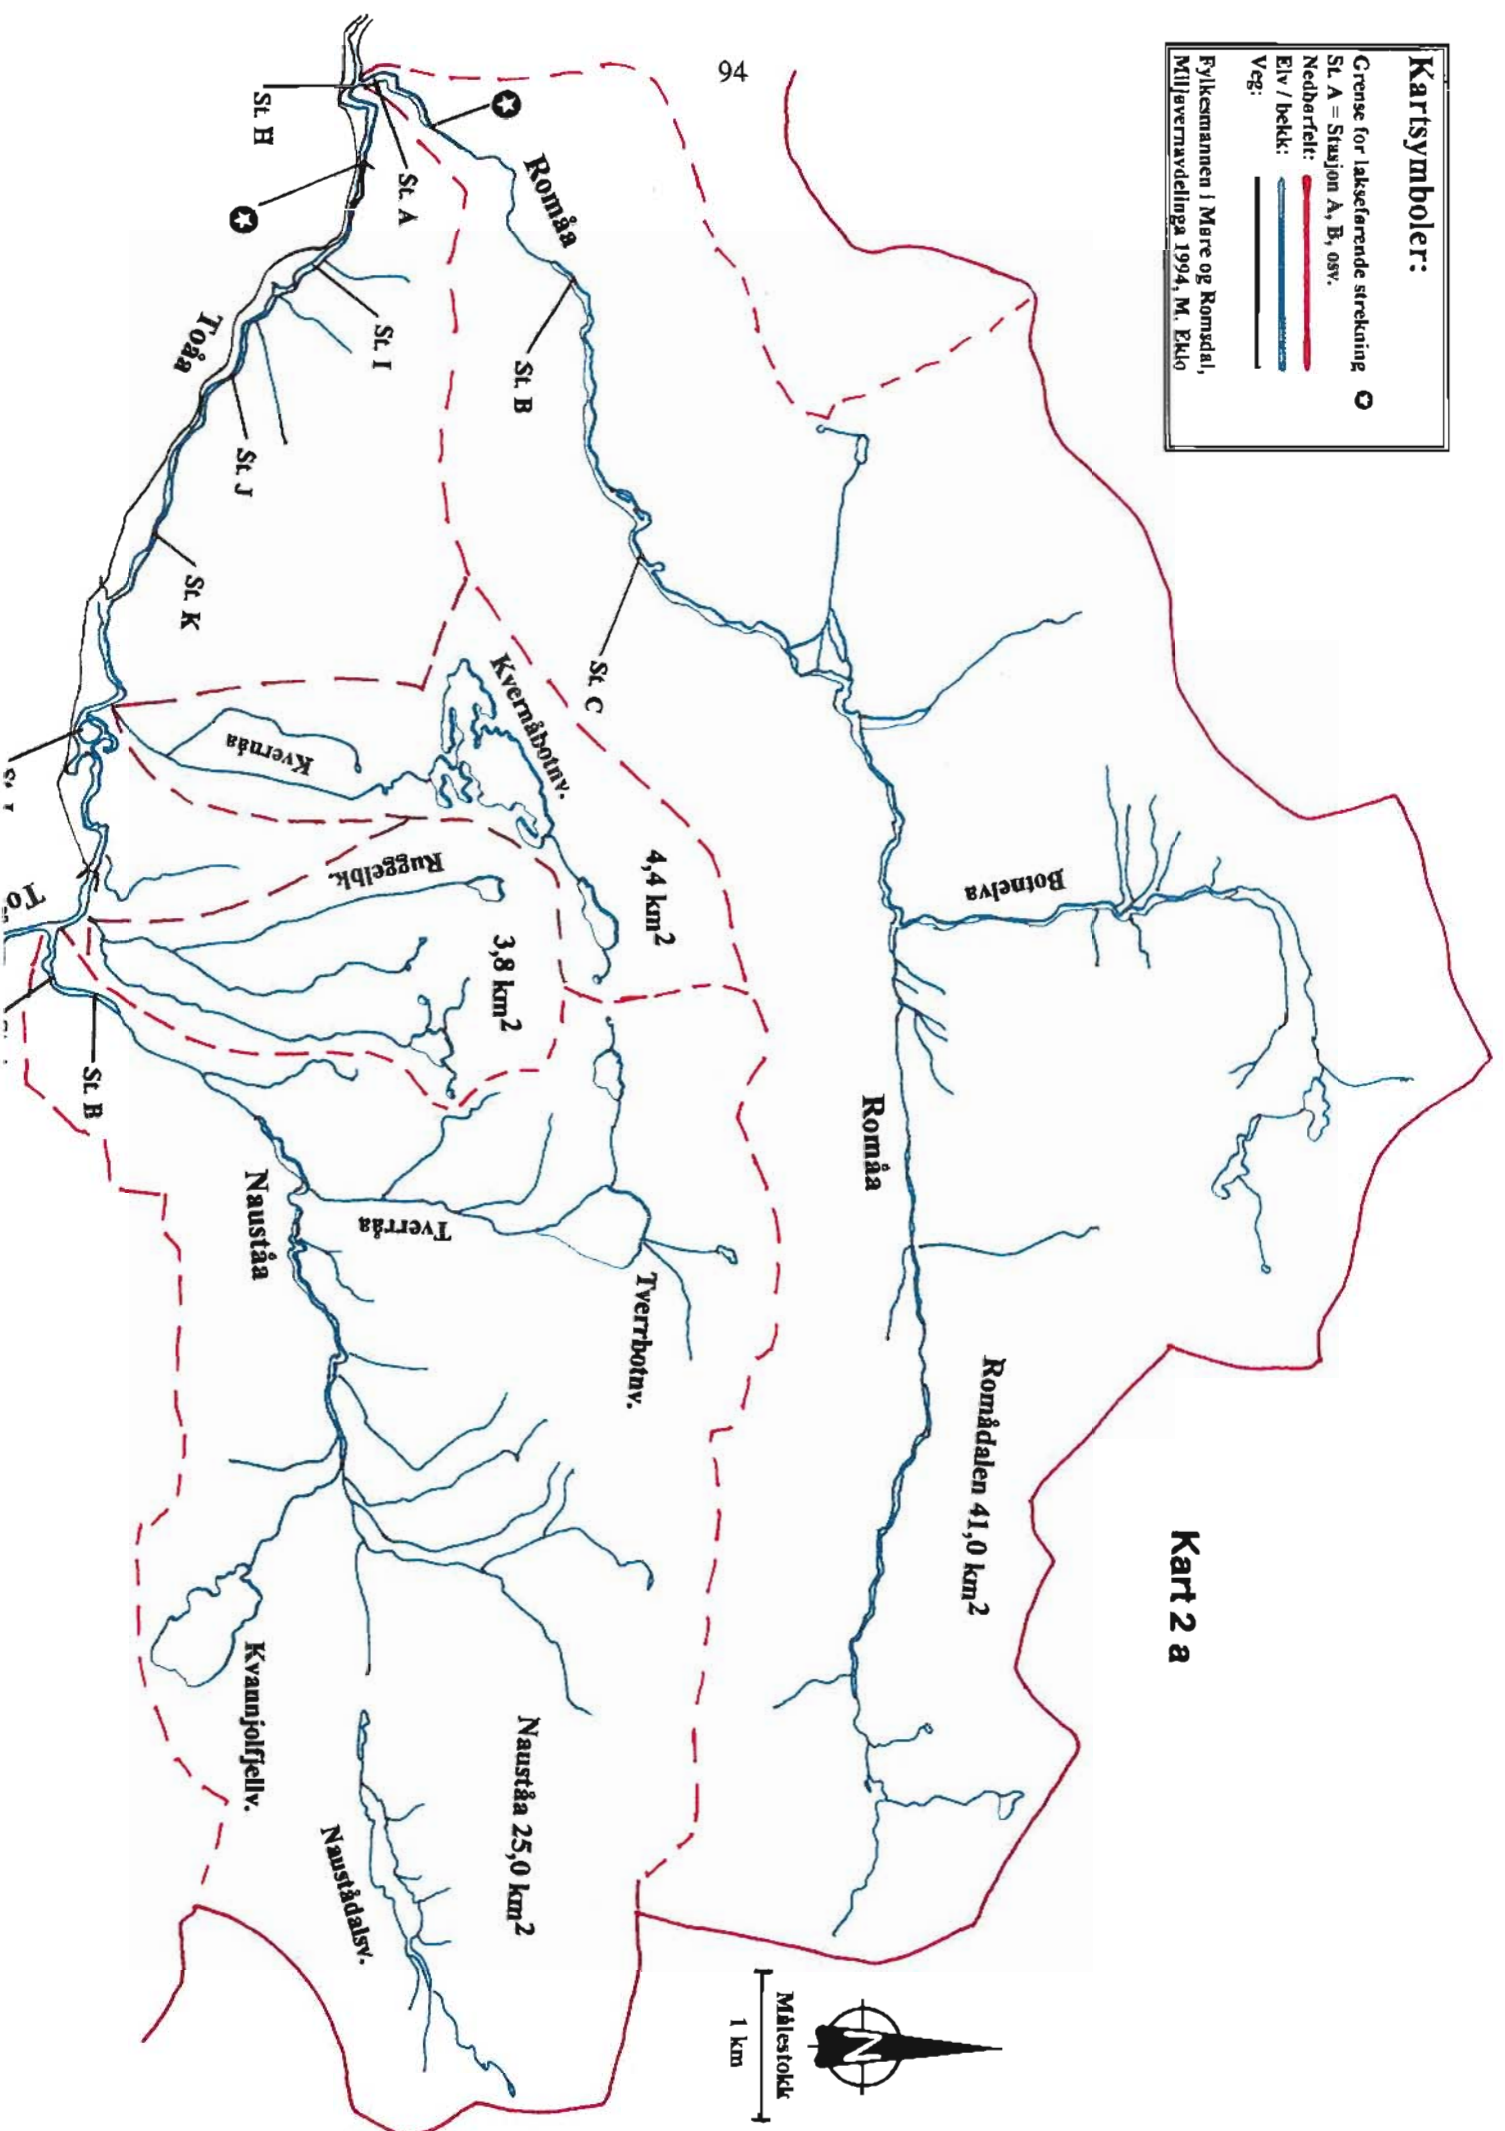 94
Kartsymboler:
Grense for lakseførende strekning
St. A = Stasjon A, B, osv.
Nedbørfelt:
Elv / bekk:
Veg:
Fylkesmannen i Møre og Romsdal,
Miljøvernavdelinga 1994, M. Eklo
Kart 2 a
N
Målestokk
1 km
Romåa
Botnelva
Romåa
Romådalen 41,0 km2
St. H
St. A
St. B
St. C
St. I
Toåa
St. J
St. K
Kvernåbotnv.
Kvernåa
4,4 km2
Ruggelbk.
3,8 km2
To
St. B
Naustå​a
Tverråa
Tverrbotnv.
Kvannjolfjellv.
Nauståa 25,0 km2
Naustådalsv.